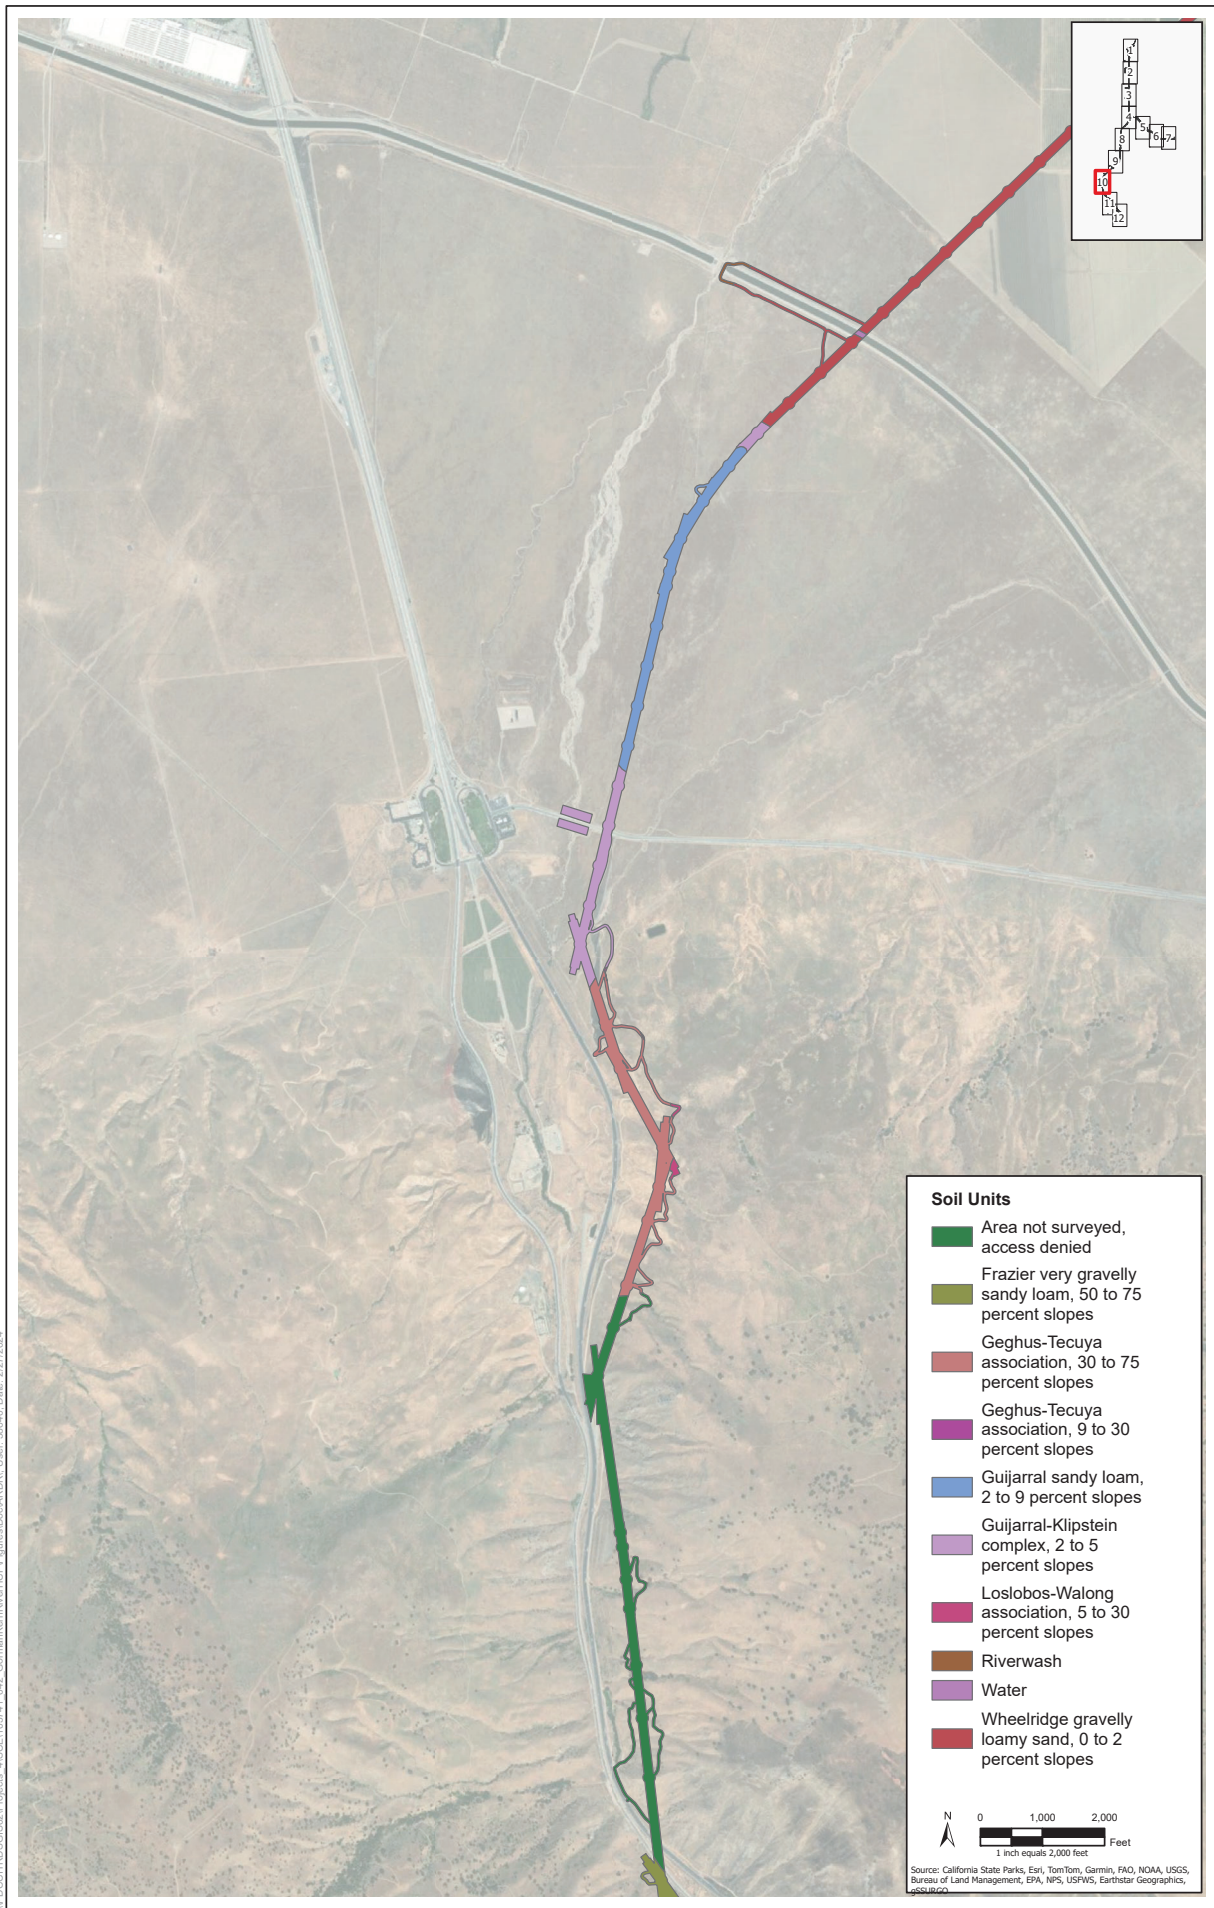 1
2
3
4
5
6
7
8
9
10
11
12
Soil Units
Area not surveyed,
access denied
Frazier very gravelly
sandy loam, 50 to 75
percent slopes
Geghus-Tecuya
association, 30 to 75
percent slopes
Geghus-Tecuya
association, 9 to 30
percent slopes
Guijarral sandy loam,
2 to 9 percent slopes
Guijarral-Klipstein
complex, 2 to 5
percent slopes
Loslobos-Walong
association, 5 to 30
percent slopes
Riverwash
Water
Wheelridge gravelly
loamy sand, 0 to 2
percent slopes
N
0 1,000 2,000
Feet
1 inch equals 2,000 feet
Source: California State Parks, Esri, TomTom, Garmin, FAO, NOAA, USGS,
Bureau of Land Management, EPA, NPS, USFWS, Earthstar Geographics,
gSSURGO